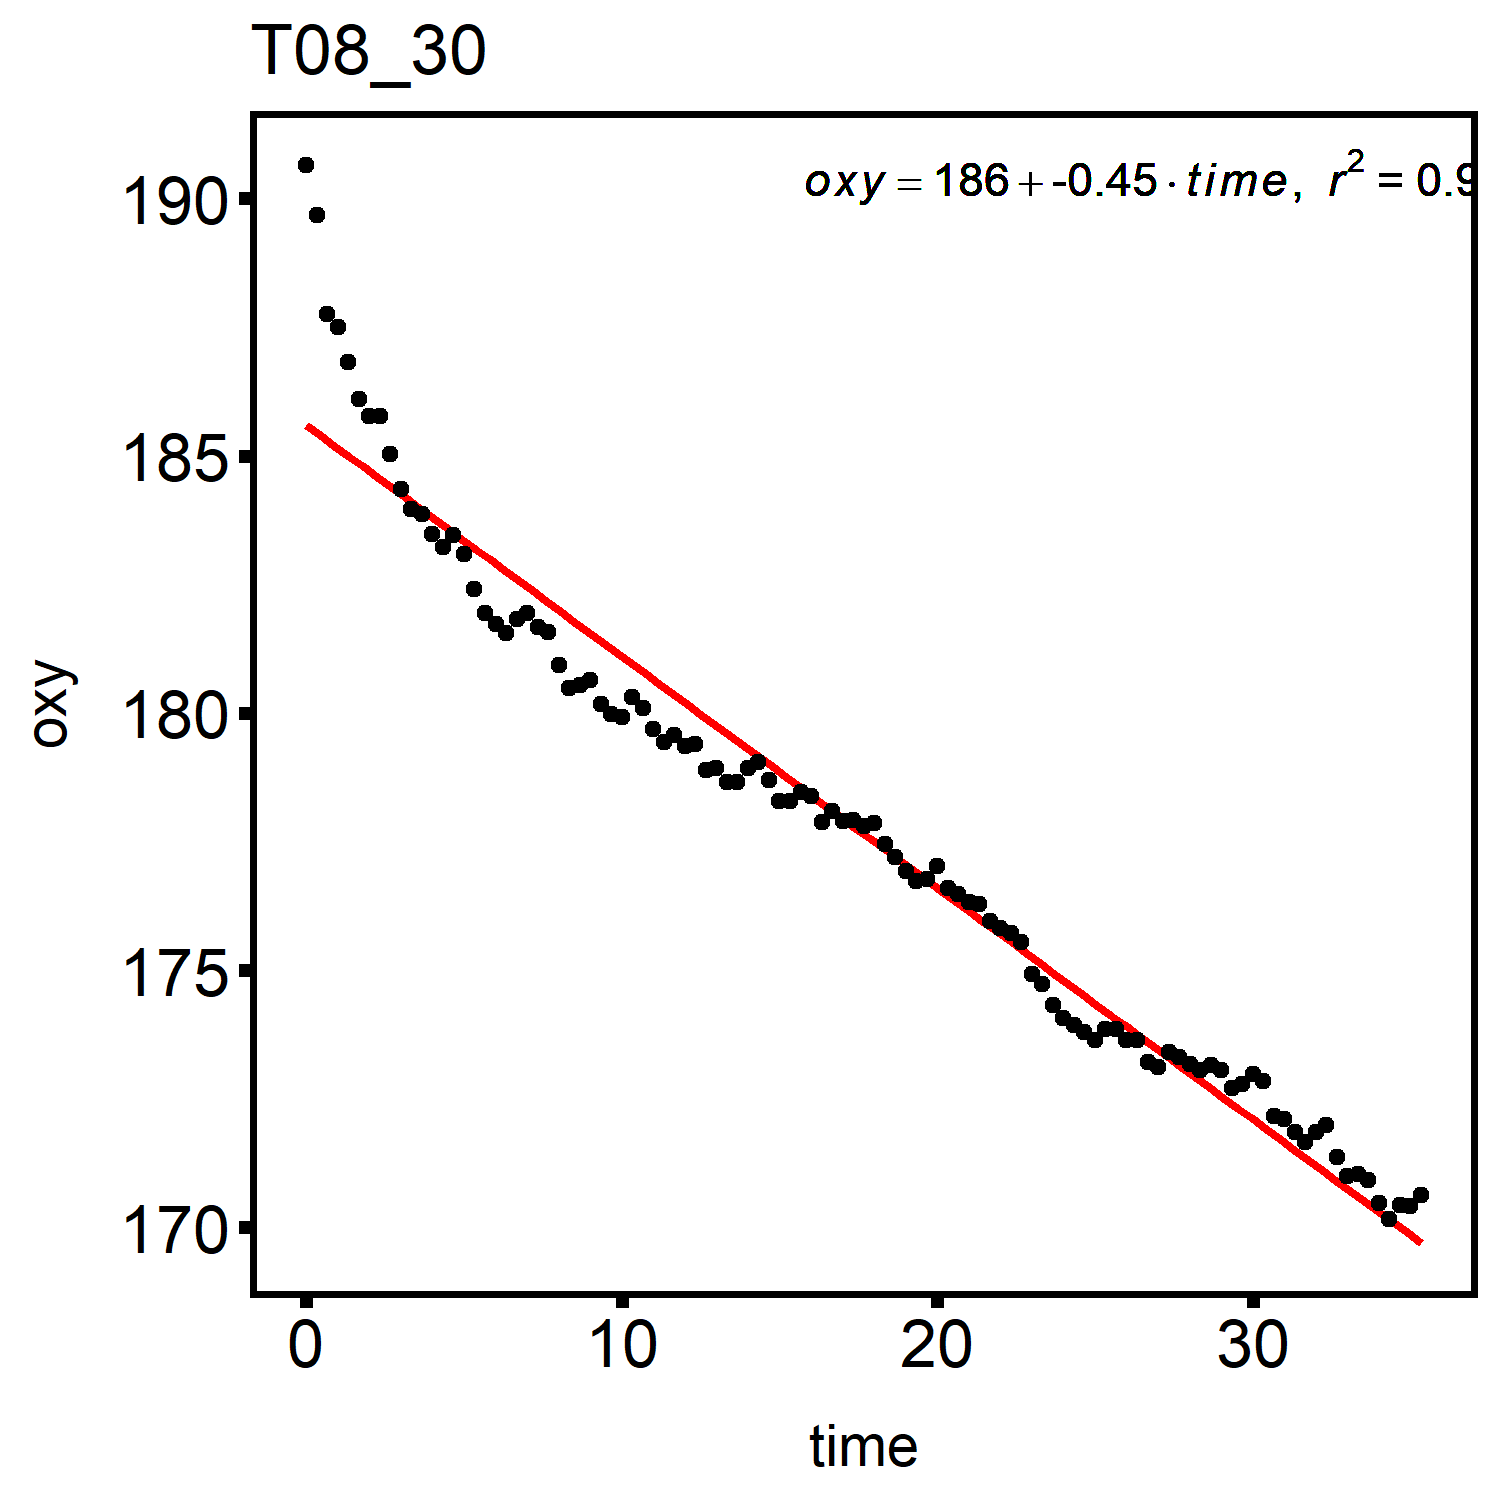 T08_30
oxy = 186 + -0.45 · time, r² = 0.9
190
185
180
175
170
oxy
0 10 20 30
time